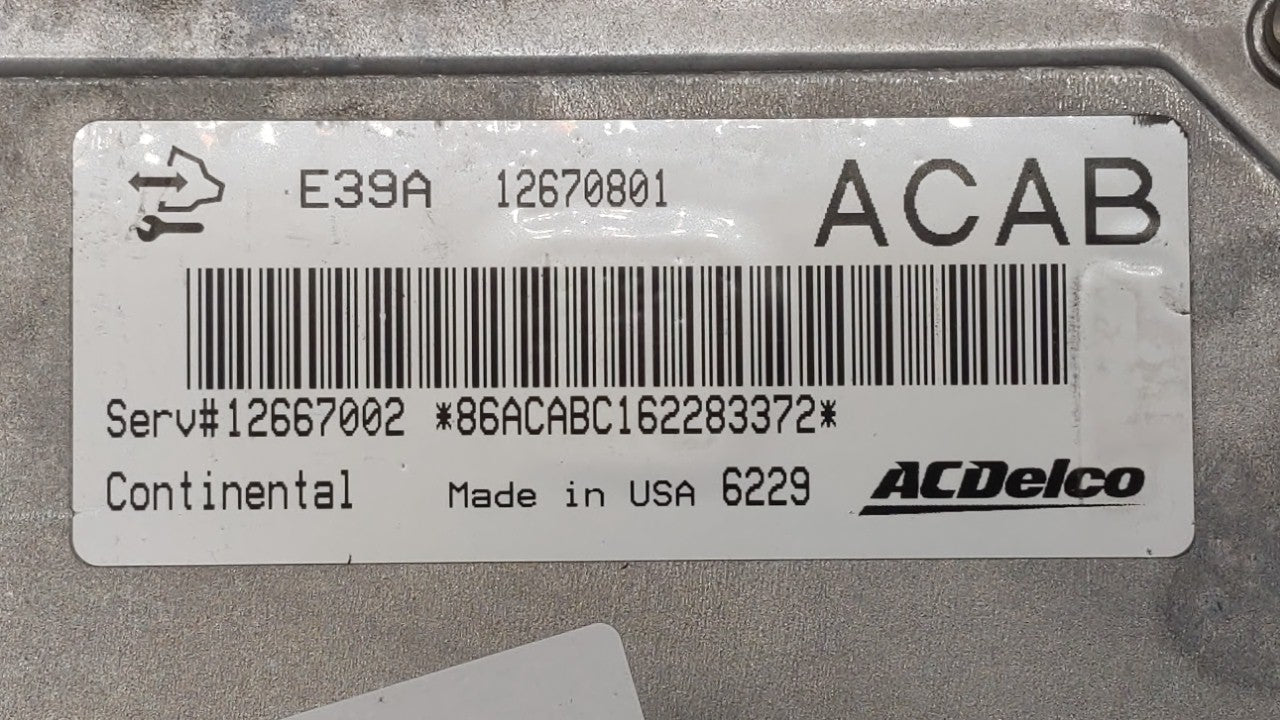 E39A 12670801 ACAB
Serv#12667002 *86ACABC162283372*
Continental Made in USA 6229 ACDelco